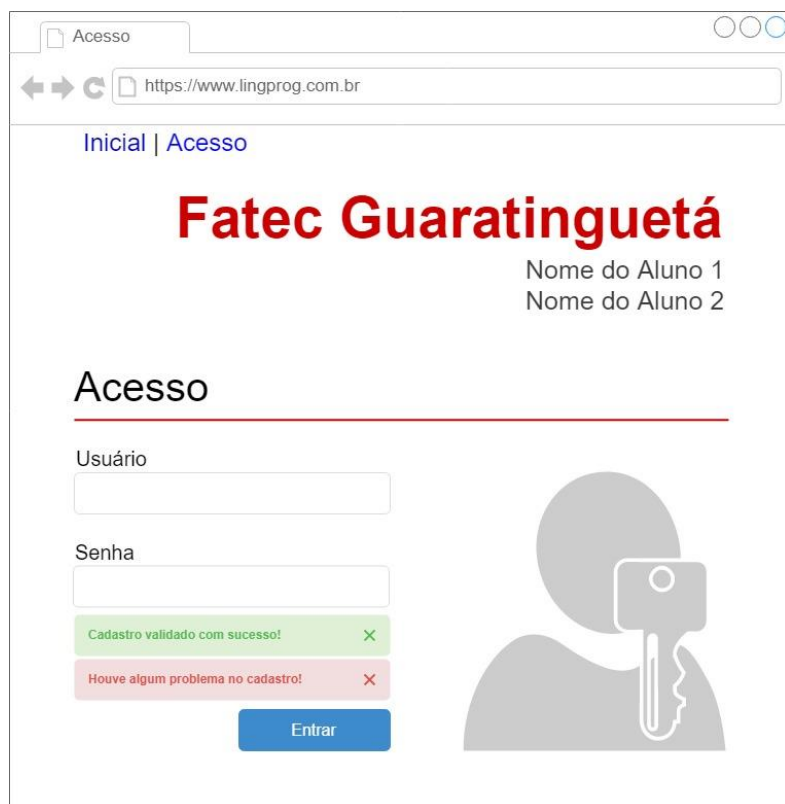 Acesso
https://www.lingprog.com.br
Inicial | Acesso
Fatec Guaratinguetá
Nome do Aluno 1
Nome do Aluno 2
Acesso
Usuário
Senha
Cadastro validado com sucesso! ×
Houve algum problema no cadastro! ×
Entrar